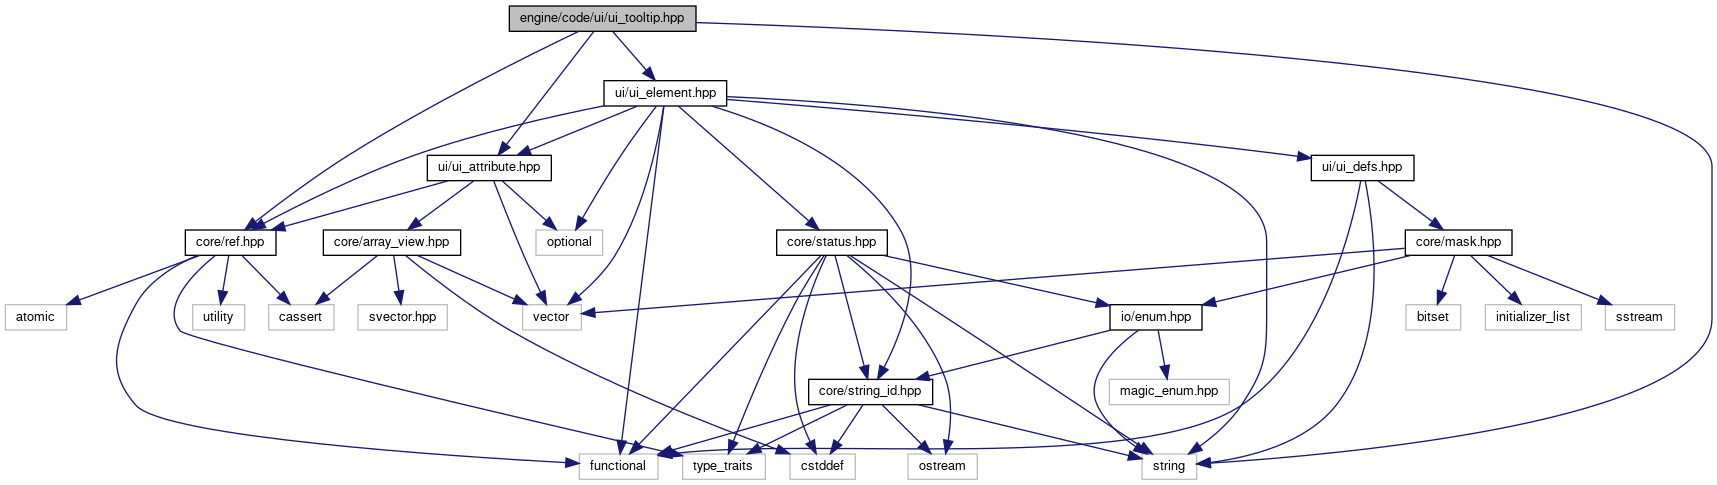 engine/code/ui/ui_tooltip.hpp
ui/ui_element.hpp
ui/ui_attribute.hpp
ui/ui_defs.hpp
core/ref.hpp
core/array_view.hpp
optional
core/status.hpp
core/mask.hpp
atomic
utility
cassert
svector.hpp
vector
io/enum.hpp
bitset
initializer_list
sstream
core/string_id.hpp
magic_enum.hpp
functional
type_traits
cstddef
ostream
string